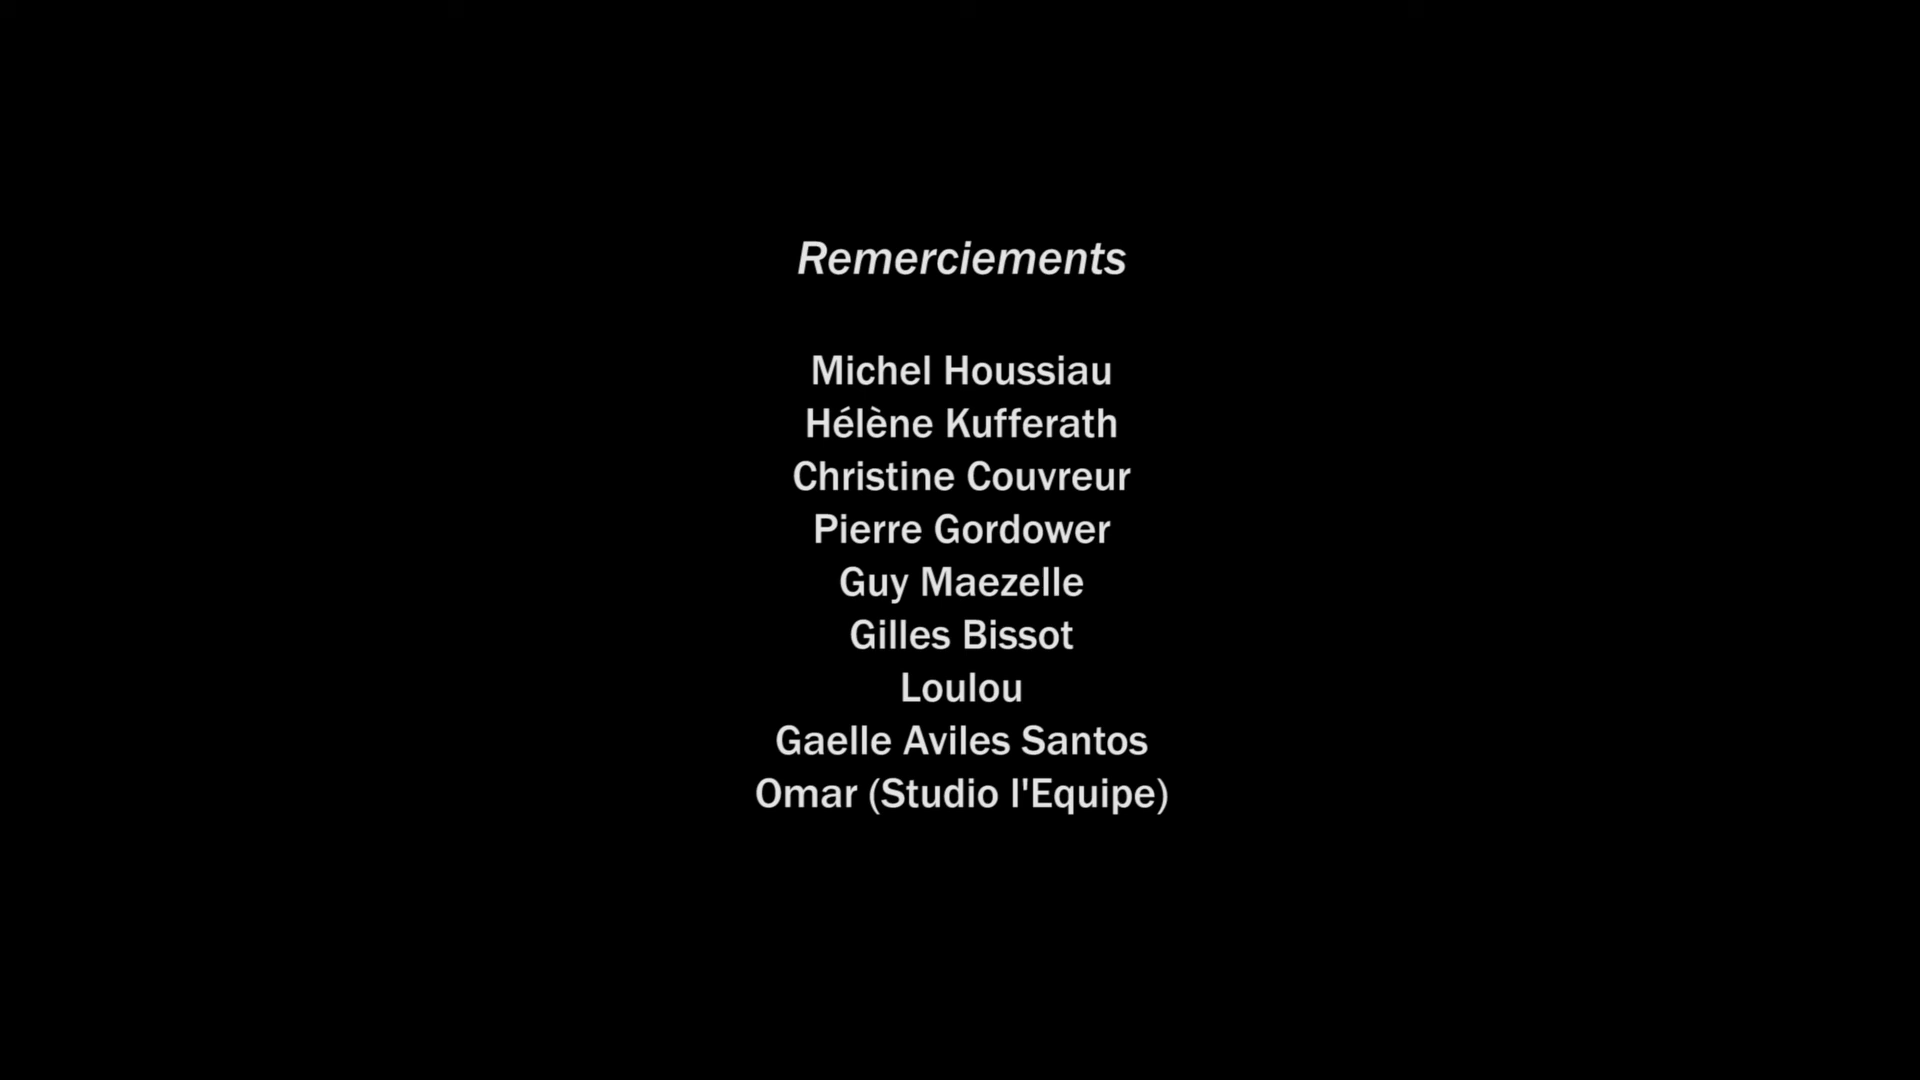 Remerciements
Michel Houssiau
Hélène Kufferath
Christine Couvreur
Pierre Gordower
Guy Maezelle
Gilles Bissot
Loulou
Gaelle Aviles Santos
Omar (Studio l'Equipe)